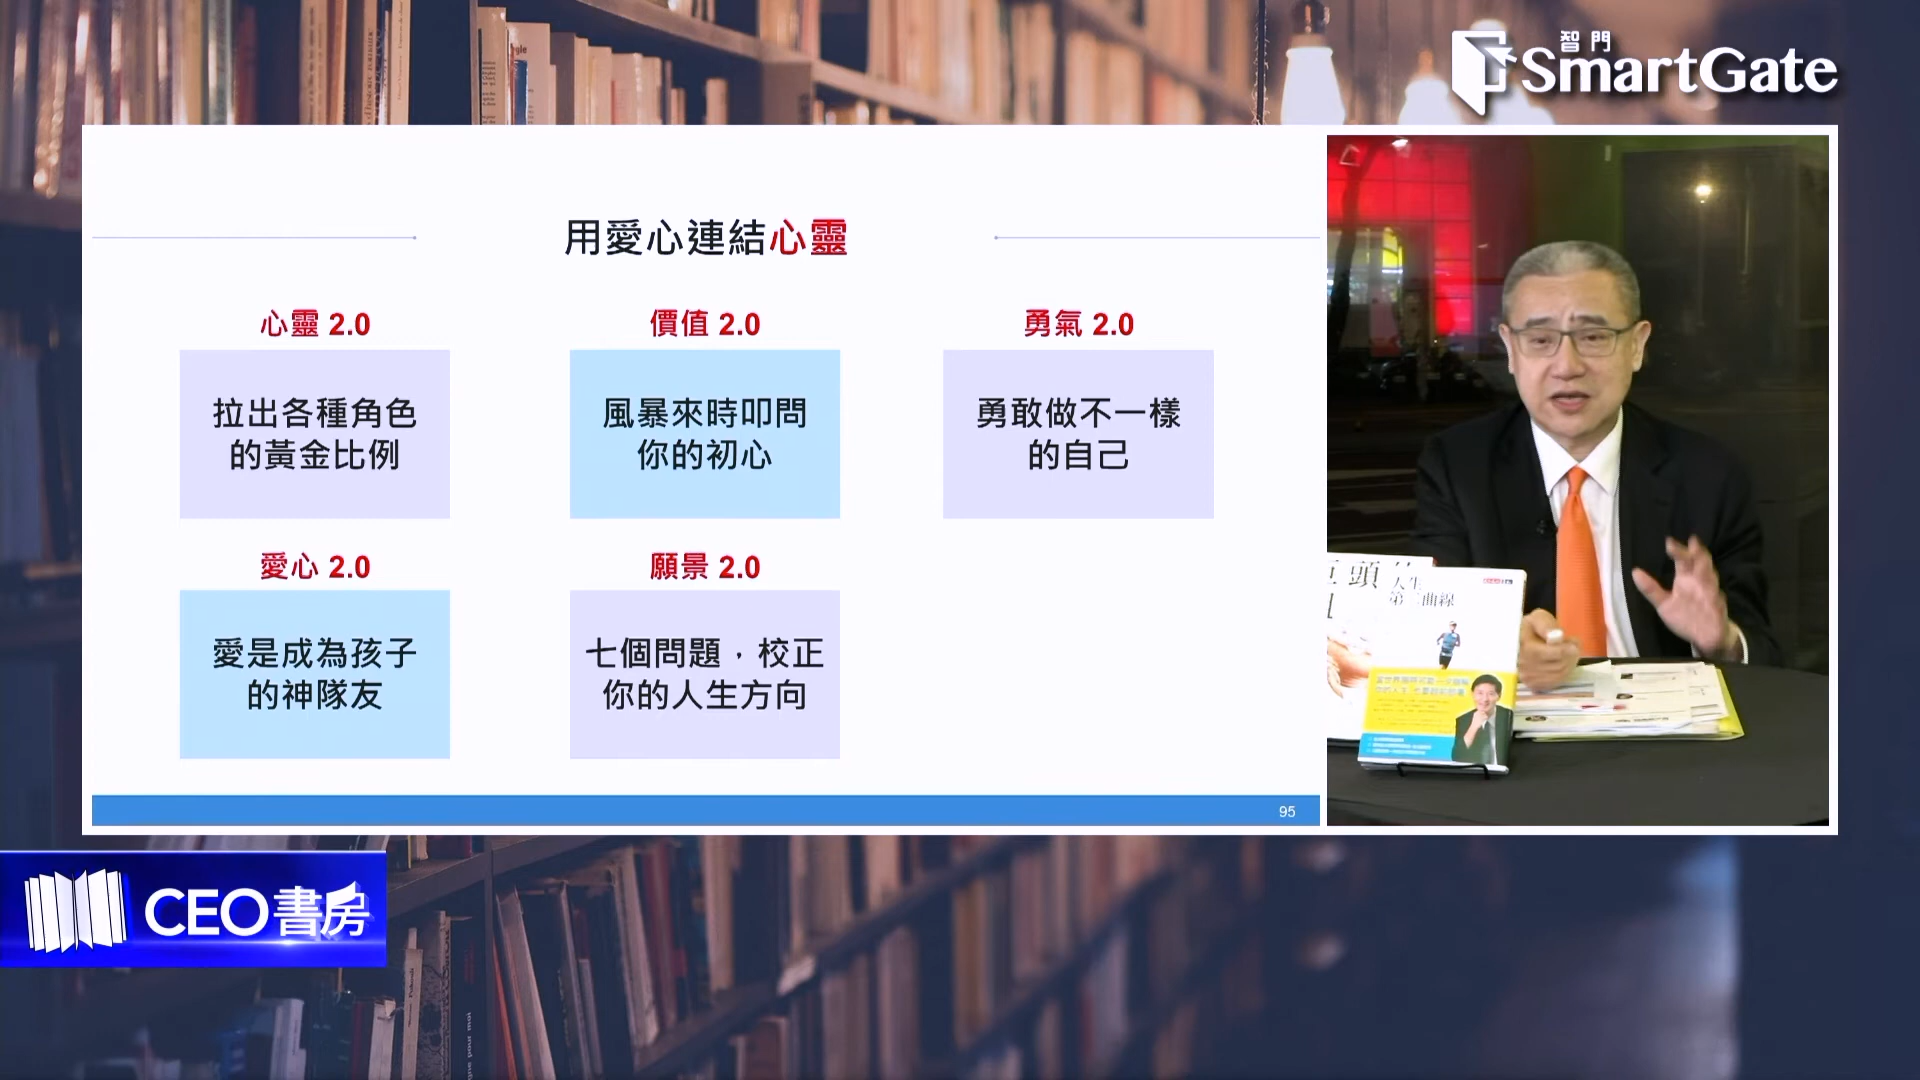 智門
SmartGate
用愛心連結心靈
心靈 2.0
價值 2.0
勇氣 2.0
拉出各種角色
的黃金比例
風暴來時叩問
你的初心
勇敢做不一樣
的自己
愛心 2.0
願景 2.0
愛是成為孩子
的神隊友
七個問題，校正
你的人生方向
95
CEO書房
人生
曲線